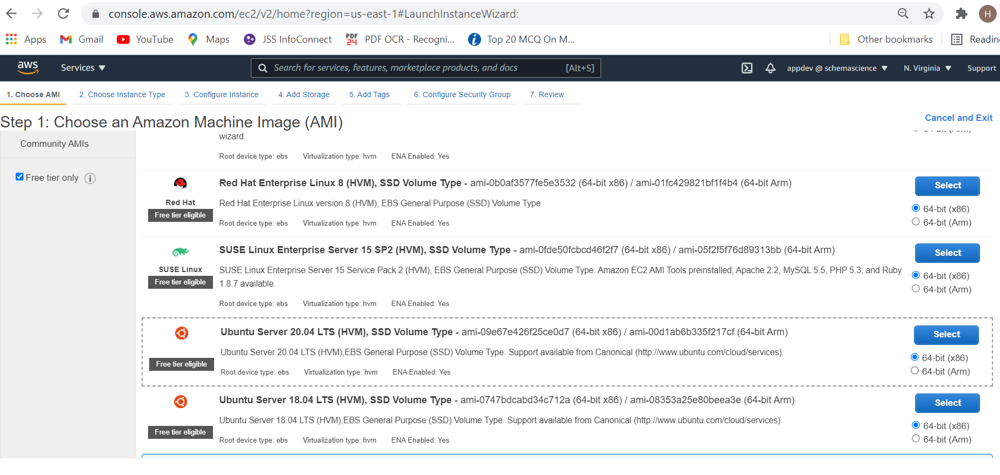 console.aws.amazon.com/ec2/v2/home?region=us-east-1#LaunchInstanceWizard:
H
Apps Gmail YouTube Maps JSS InfoConnect PDF 24 PDF OCR - Recogni... Top 20 MCQ On M... Other bookmarks Reading
aws Services Search for services, features, marketplace products, and docs [Alt+S] appdev @ schemascience N. Virginia Support
1. Choose AMI 2. Choose Instance Type 3. Configure Instance 4. Add Storage 5. Add Tags 6. Configure Security Group 7. Review
Step 1: Choose an Amazon Machine Image (AMI) Cancel and Exit
Community AMIs
Free tier only
wizard.
64-bit (Arm)
Root device type: ebs Virtualization type: hvm ENA Enabled: Yes
Red Hat
Free tier eligible
Red Hat Enterprise Linux 8 (HVM), SSD Volume Type - ami-0b0af3577fe5e3532 (64-bit x86) / ami-01fc429821bf1f4b4 (64-bit Arm)
Red Hat Enterprise Linux version 8 (HVM), EBS General Purpose (SSD) Volume Type
Root device type: ebs Virtualization type: hvm ENA Enabled: Yes
Select
64-bit (x86)
64-bit (Arm)
SUSE Linux
Free tier eligible
SUSE Linux Enterprise Server 15 SP2 (HVM), SSD Volume Type - ami-0fde50fcbcd46f2f7 (64-bit x86) / ami-05f2f5f76d89313bb (64-bit Arm)
SUSE Linux Enterprise Server 15 Service Pack 2 (HVM), EBS General Purpose (SSD) Volume Type. Amazon EC2 AMI Tools preinstalled; Apache 2.2, MySQL 5.5, PHP 5.3, and Ruby
1.8.7 available.
Root device type: ebs Virtualization type: hvm ENA Enabled: Yes
Select
64-bit (x86)
64-bit (Arm)
Free tier eligible
Ubuntu Server 20.04 LTS (HVM), SSD Volume Type - ami-09e67e426f25ce0d7 (64-bit x86) / ami-00d1ab6b335f217cf (64-bit Arm)
Ubuntu Server 20.04 LTS (HVM),EBS General Purpose (SSD) Volume Type. Support available from Canonical (http://www.ubuntu.com/cloud/services).
Root device type: ebs Virtualization type: hvm ENA Enabled: Yes
Select
64-bit (x86)
64-bit (Arm)
Free tier eligible
Ubuntu Server 18.04 LTS (HVM), SSD Volume Type - ami-0747bdcabd34c712a (64-bit x86) / ami-08353a25e80beea3e (64-bit Arm)
Ubuntu Server 18.04 LTS (HVM),EBS General Purpose (SSD) Volume Type. Support available from Canonical (http://www.ubuntu.com/cloud/services).
Root device type: ebs Virtualization type: hvm ENA Enabled: Yes
Select
64-bit (x86)
64-bit (Arm)